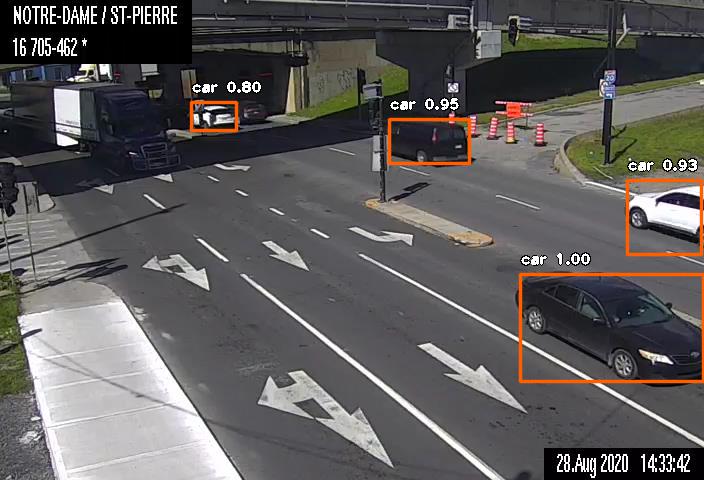 NOTRE-DAME / ST-PIERRE
16 705-462 *
car 0.80
car 0.95
car 0.93
car 1.00
28.Aug 2020 14:33:42